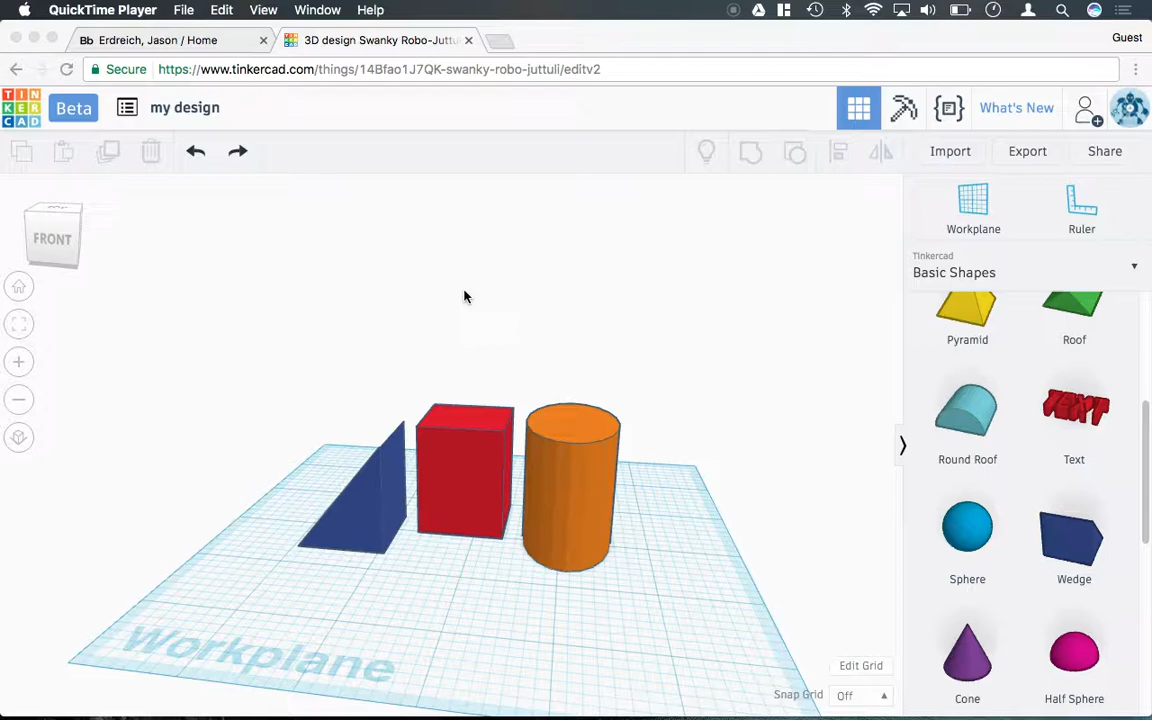 QuickTime Player File Edit View Window Help
Bb Erdreich, Jason / Home
3D design Swanky Robo-Juttu
Guest
Secure https://www.tinkercad.com/things/14Bfao1J7QK-swanky-robo-juttuli/editv2
TIN
KER
CAD
Beta
my design
What's New
Import
Export
Share
FRONT
Workplane
Ruler
Tinkercad
Basic Shapes
Pyramid
Roof
TEXT
Round Roof
Text
Sphere
Wedge
Cone
Half Sphere
Workplane
Edit Grid
Snap Grid
Off